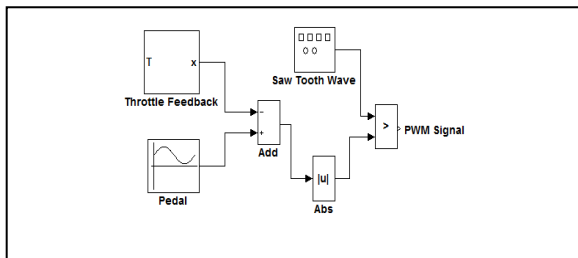 T x
Throttle Feedback
Saw Tooth Wave
>
PWM Signal
−
+
Add
Pedal
|u|
Abs